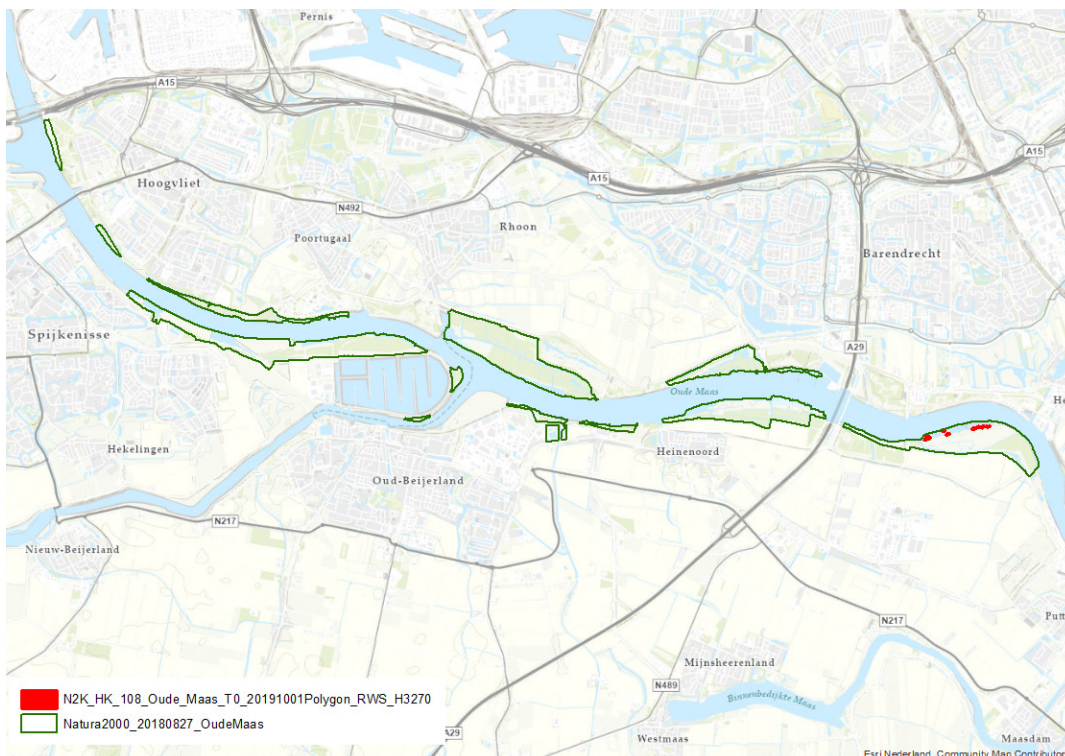 Pernis
A15
A15
A15
Hoogvliet
N492
Rhoon
Poortugaal
Barendrecht
Spijkenisse
A29
Oude Maas
Hekelingen
Heinenoord
Oud-Beijerland
N217
Nieuw-Beijerland
N217
Mijnsheerenland
N489
Binnenbedijkte Maas
Westmaas
Maasdam
A29
N2K_HK_108_Oude_Maas_T0_20191001Polygon_RWS_H3270
Natura2000_20180827_OudeMaas
Esri Nederland, Community Map Contributor